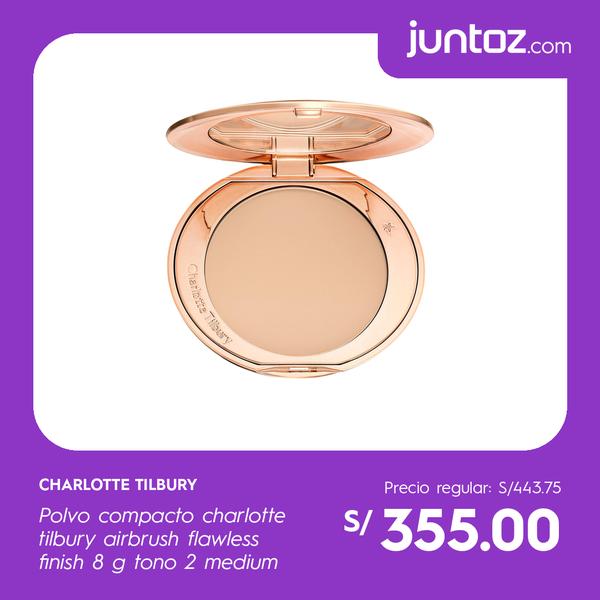 juntoz.com
Charlotte Tilbury
CHARLOTTE TILBURY
Polvo compacto charlotte
tilbury airbrush flawless
finish 8 g tono 2 medium
Precio regular: S/443.75
S/ 355.00